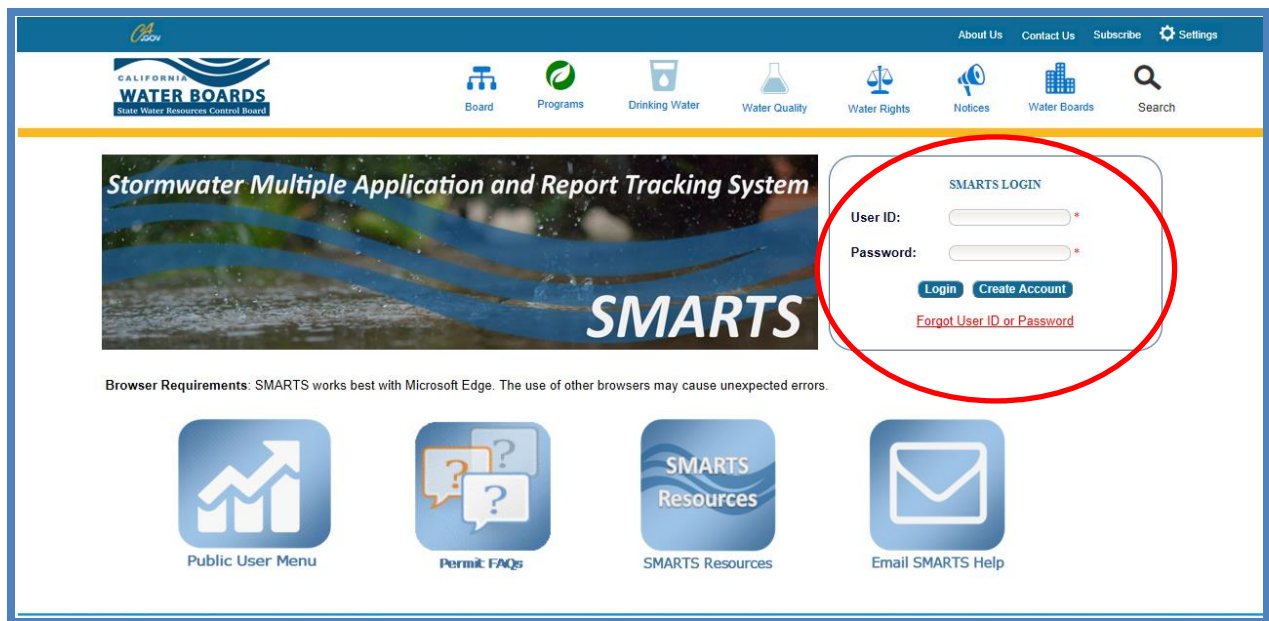 CA.GOV
About Us Contact Us Subscribe Settings
CALIFORNIA
WATER BOARDS
State Water Resources Control Board
Board Programs Drinking Water Water Quality Water Rights Notices Water Boards Search
Stormwater Multiple Application and Report Tracking System
SMARTS
SMARTS LOGIN
User ID: *
Password: *
Login Create Account
Forgot User ID or Password
Browser Requirements: SMARTS works best with Microsoft Edge. The use of other browsers may cause unexpected errors.
? ? ?
SMARTS
Resources
Public User Menu Permit FAQs SMARTS Resources Email SMARTS Help